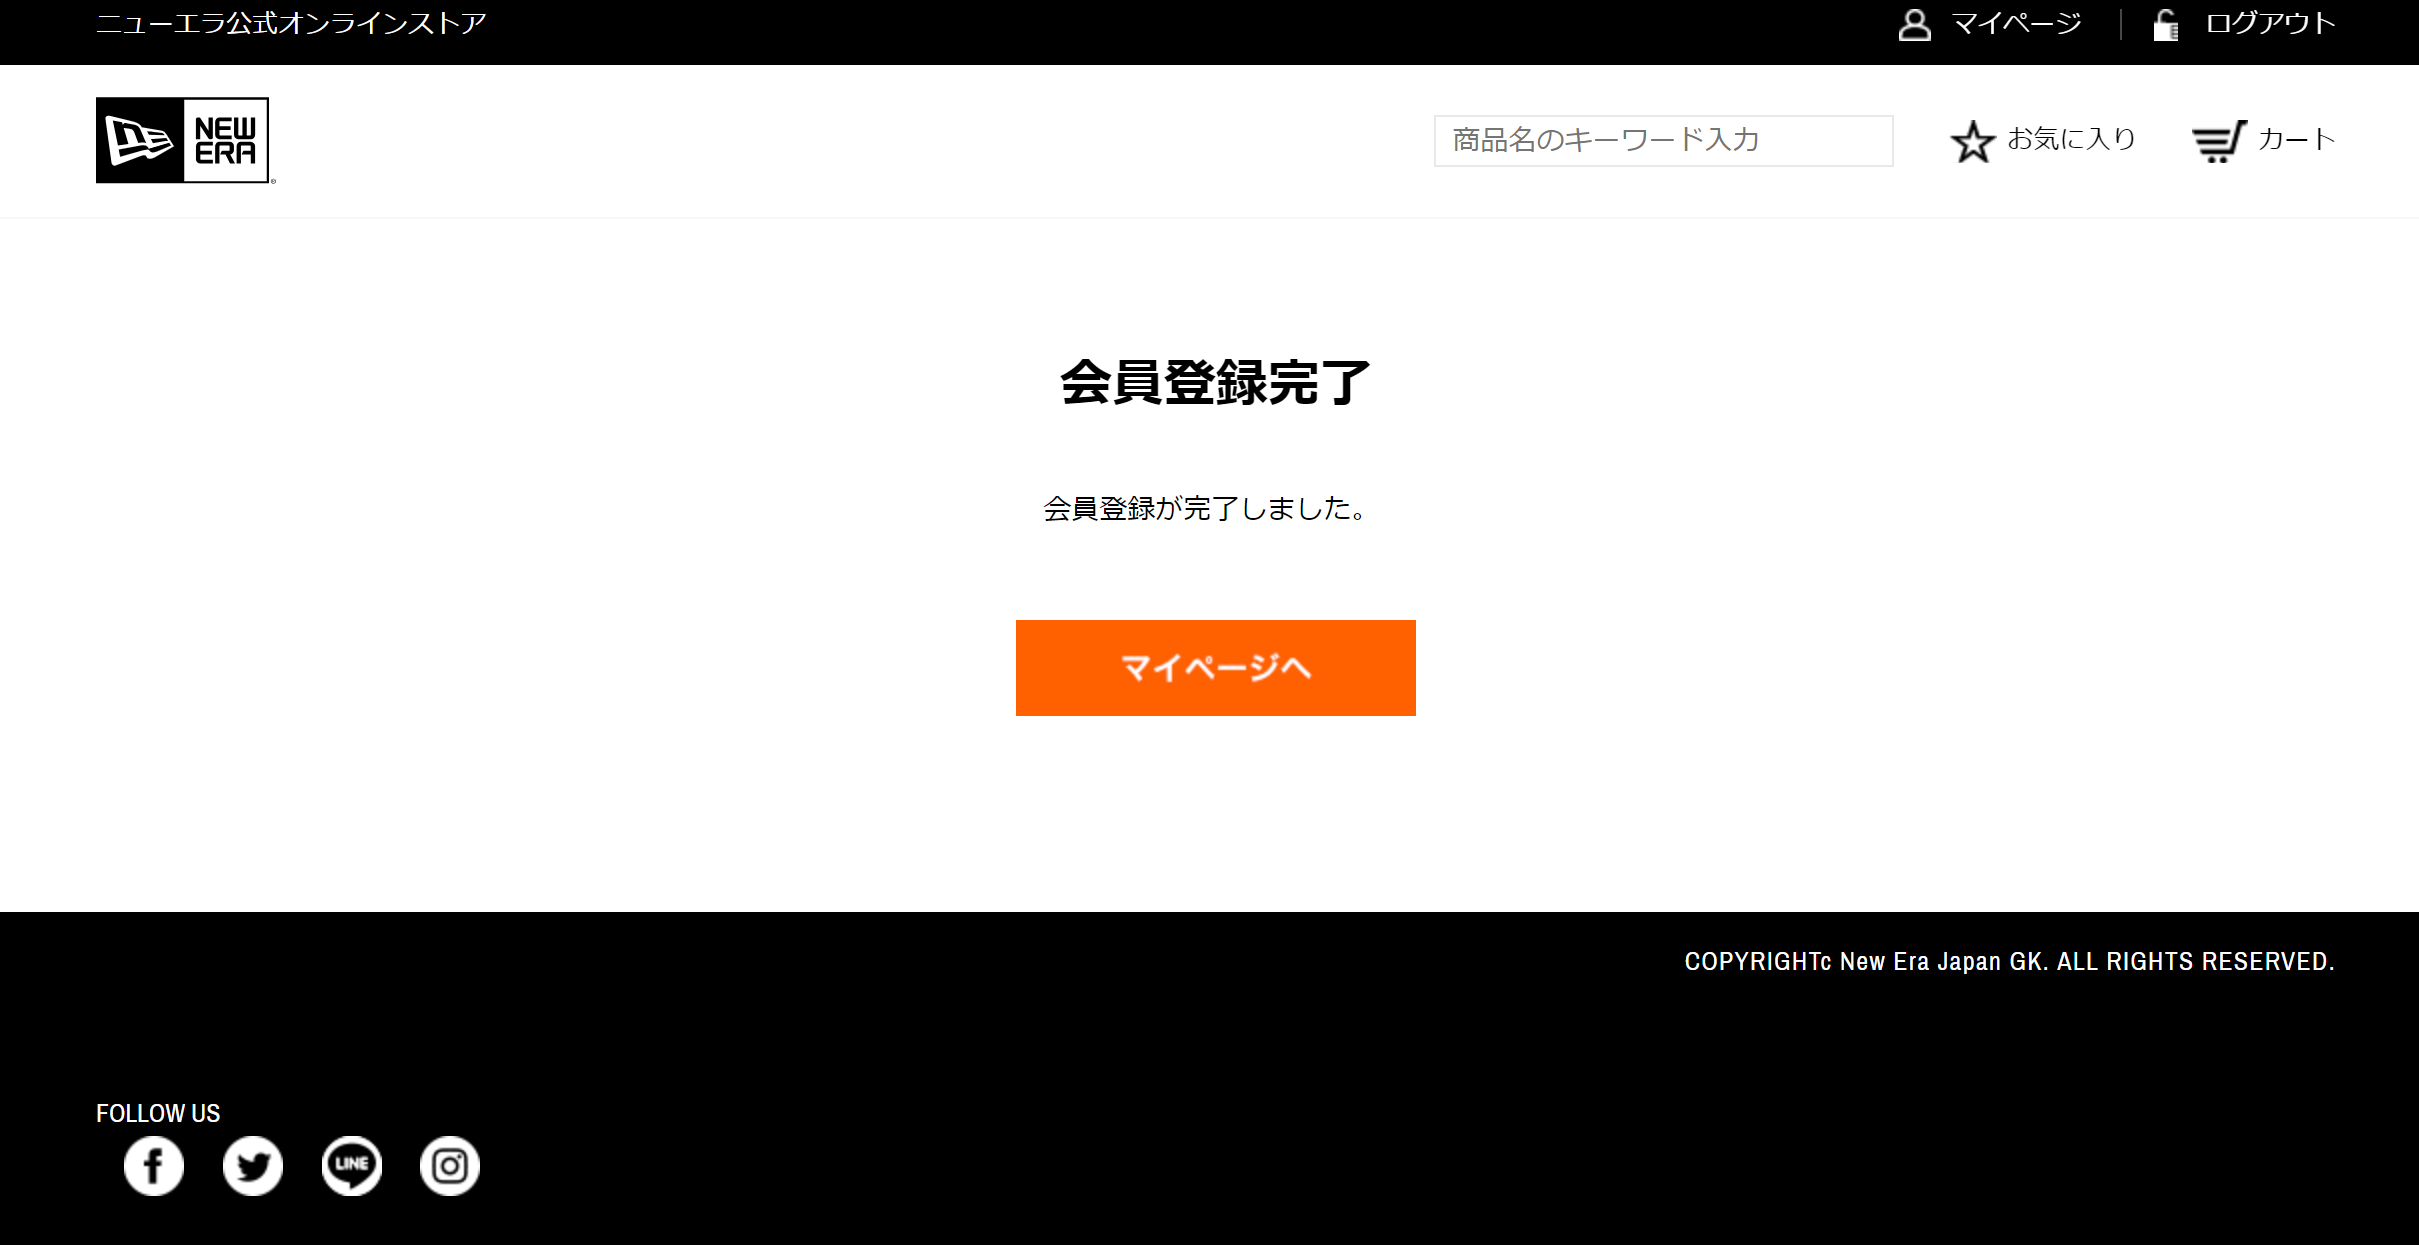 ニューエラ公式オンラインストア
マイページ
ログアウト
NEW
ERA
商品名のキーワード入力
お気に入り
カート
会員登録完了
会員登録が完了しました。
マイページへ
COPYRIGHTc New Era Japan GK. ALL RIGHTS RESERVED.
FOLLOW US
LINE